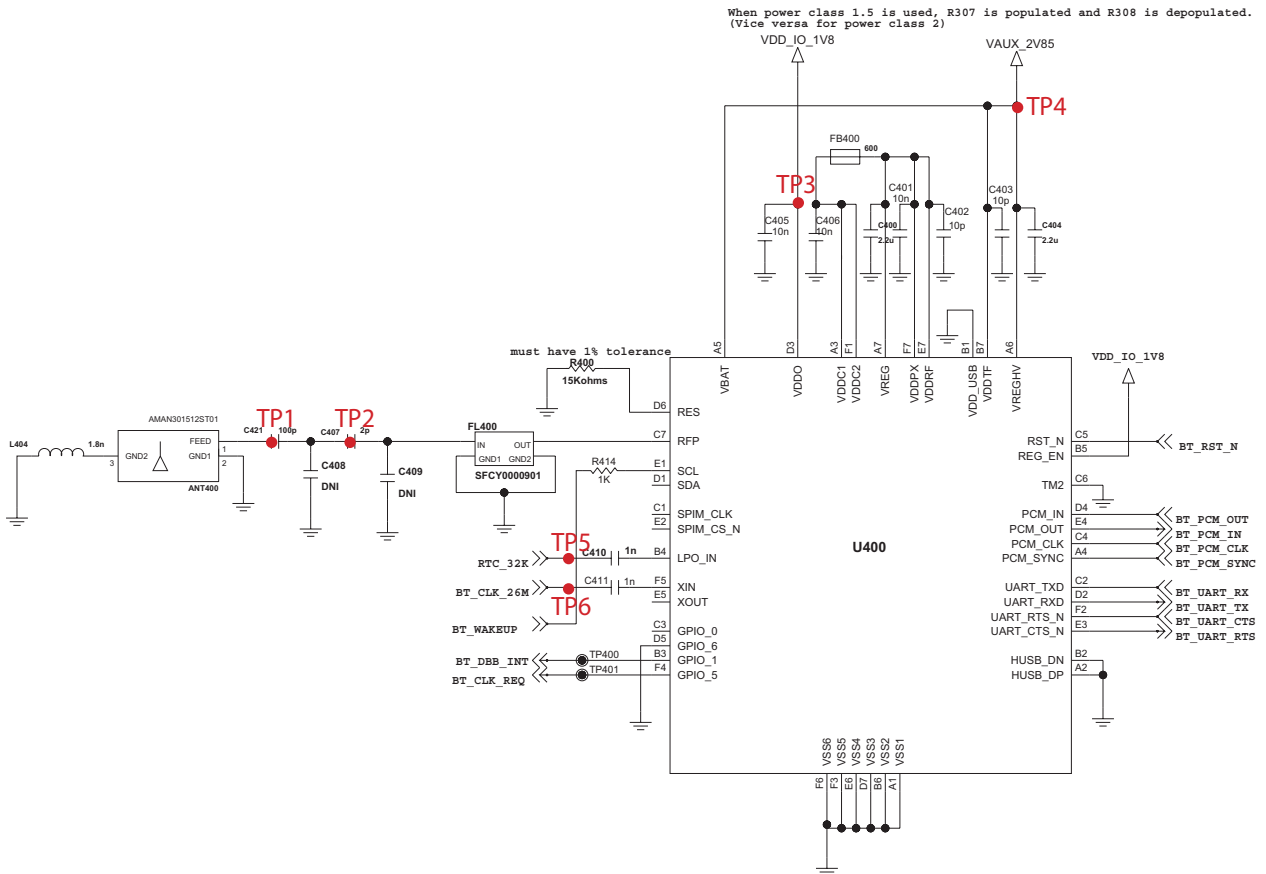 When power class 1.5 is used, R307 is populated and R308 is depopulated.
(Vice versa for power class 2)
VDD_IO_1V8
VAUX_2V85
TP4
FB400
600
TP3
C405
10n
C406
10n
C400
2.2u
C401
10n
C402
10p
C403
10p
C404
2.2u
must have 1% tolerance
R400
15Kohms
A5
D3
A3
F1
A7
F7
E7
B1
B7
A6
VBAT
VDDO
VDDC1
VDDC2
VREG
VDDPX
VDDRF
VDD_USB
VDDTF
VREGHV
VDD_IO_1V8
AMAN301512ST01
TP1
TP2
C421
100p
C407
2p
L404
1.8n
3
GND2
FEED
1
GND1
2
ANT400
C408
DNI
C409
DNI
FL400
IN
OUT
GND1
GND2
SFCY0000901
R414
1K
TP5
C410
1n
RTC_32K
C411
1n
BT_CLK_26M
TP6
BT_WAKEUP
BT_DBB_INT
TP400
BT_CLK_REQ
TP401
D6
RES
C7
RFP
E1
SCL
D1
SDA
C1
SPIM_CLK
E2
SPIM_CS_N
B4
LPO_IN
F5
XIN
E5
XOUT
C3
GPIO_0
D5
GPIO_6
B3
GPIO_1
F4
GPIO_5
U400
RST_N
C5
BT_RST_N
REG_EN
B5
TM2
C6
PCM_IN
D4
BT_PCM_OUT
PCM_OUT
E4
BT_PCM_IN
PCM_CLK
C4
BT_PCM_CLK
PCM_SYNC
A4
BT_PCM_SYNC
UART_TXD
C2
BT_UART_RX
UART_RXD
D2
BT_UART_TX
UART_RTS_N
F2
BT_UART_CTS
UART_CTS_N
E3
BT_UART_RTS
HUSB_DN
B2
HUSB_DP
A2
VSS6
VSS5
VSS4
VSS3
VSS2
VSS1
F6
F3
E6
D7
B6
A1